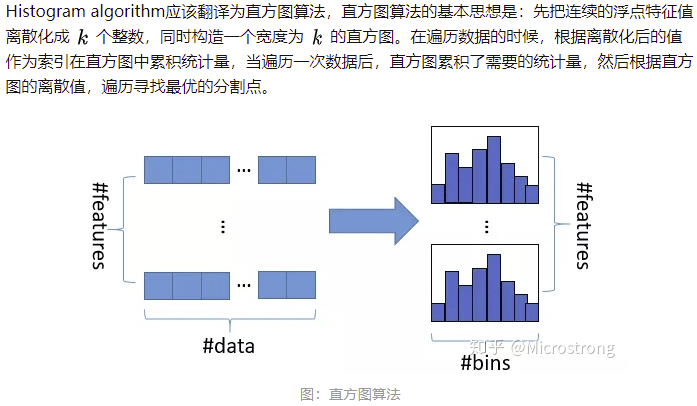 Histogram algorithm应该翻译为直方图算法，直方图算法的基本思想是：先把连续的浮点特征值
离散化成 k 个整数，同时构造一个宽度为 k 的直方图。在遍历数据的时候，根据离散化后的值
作为索引在直方图中累积统计量，当遍历一次数据后，直方图累积了需要的统计量，然后根据直方
图的离散值，遍历寻找最优的分割点。
#features
...
...
...
#data
#features
...
#bins
知乎 @Microstrong
图：直方图算法